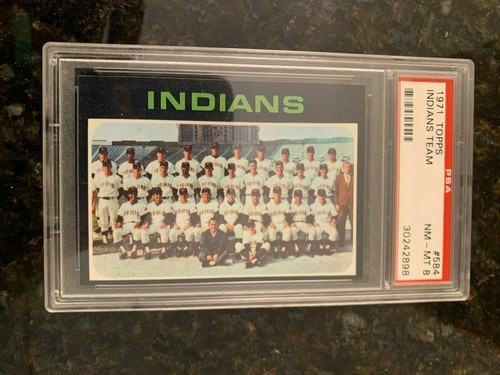 INDIANS
1971 TOPPS
INDIANS TEAM
PSA
#584
NM - MT 8
30242898